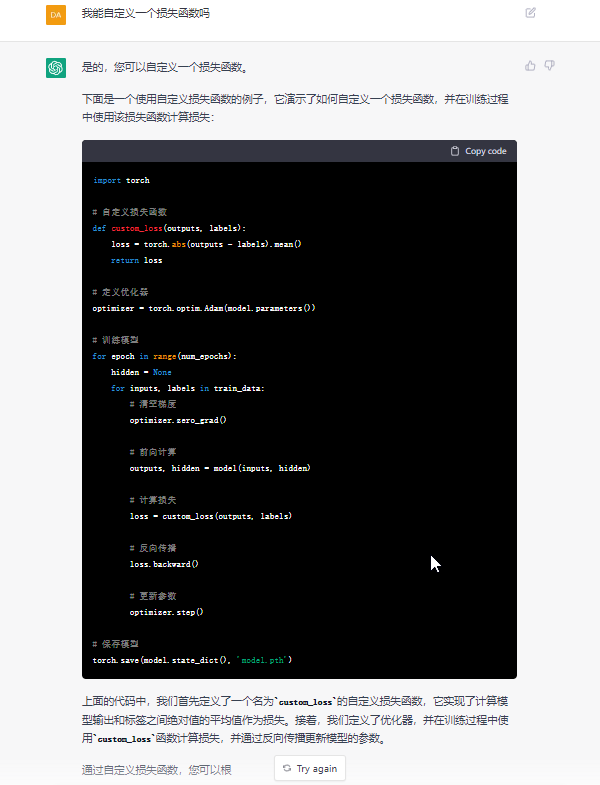 DA
我能自定义一个损失函数吗
是的，您可以自定义一个损失函数。
下面是一个使用自定义损失函数的例子，它演示了如何自定义一个损失函数，并在训练过程
中使用该损失函数计算损失：
Copy code
import torch
# 自定义损失函数
def custom_loss(outputs, labels):
    loss = torch.abs(outputs - labels).mean()
    return loss
# 定义优化器
optimizer = torch.optim.Adam(model.parameters())
# 训练模型
for epoch in range(num_epochs):
    hidden = None
    for inputs, labels in train_data:
        # 清空梯度
        optimizer.zero_grad()
        # 前向计算
        outputs, hidden = model(inputs, hidden)
        # 计算损失
        loss = custom_loss(outputs, labels)
        # 反向传播
        loss.backward()
        # 更新参数
        optimizer.step()
# 保存模型
torch.save(model.state_dict(), 'model.pth')
上面的代码中，我们首先定义了一个名为`custom_loss`的自定义损失函数，它实现了计算模
型输出和标签之间绝对值的平均值作为损失。接着，我们定义了优化器，并在训练过程中使
用`custom_loss`函数计算损失，并通过反向传播更新模型的参数。
通过自定义损失函数，您可以根
Try again